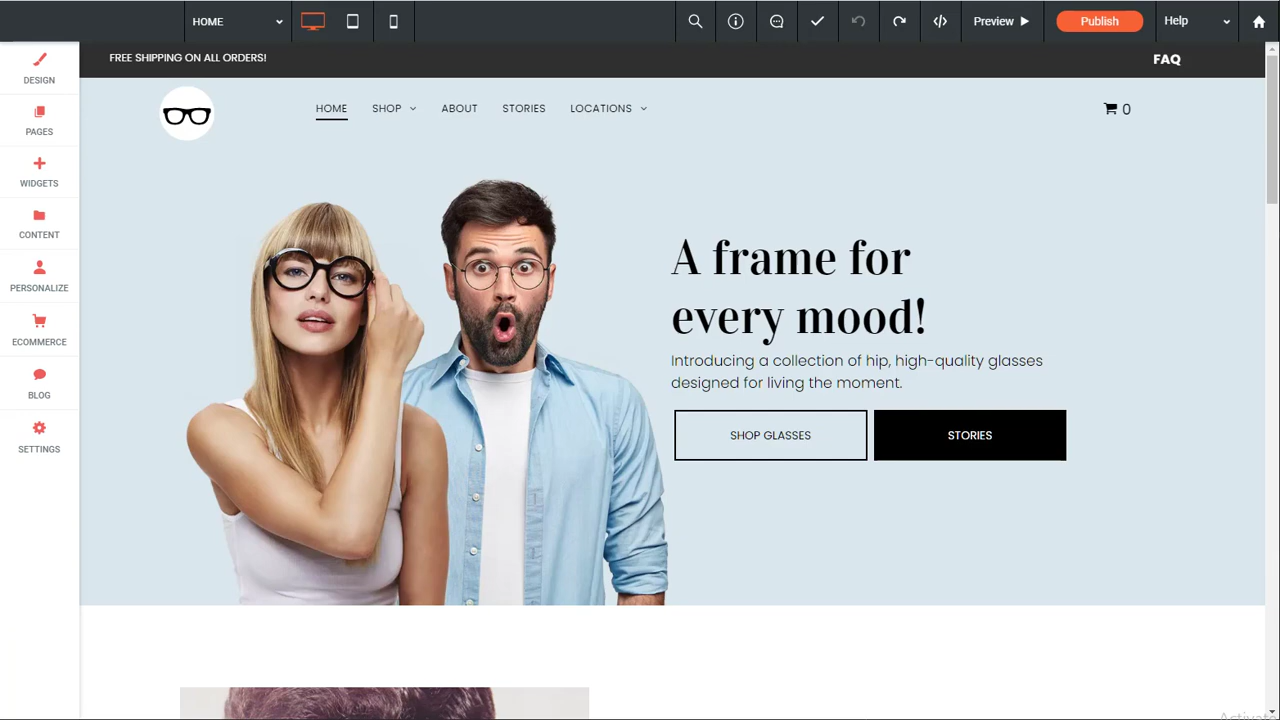 HOME
Preview
Publish
Help
DESIGN
PAGES
WIDGETS
CONTENT
PERSONALIZE
ECOMMERCE
BLOG
SETTINGS
FREE SHIPPING ON ALL ORDERS!
FAQ
HOME SHOP ABOUT STORIES LOCATIONS
0
A frame for
every mood!
Introducing a collection of hip, high-quality glasses
designed for living the moment.
SHOP GLASSES
STORIES